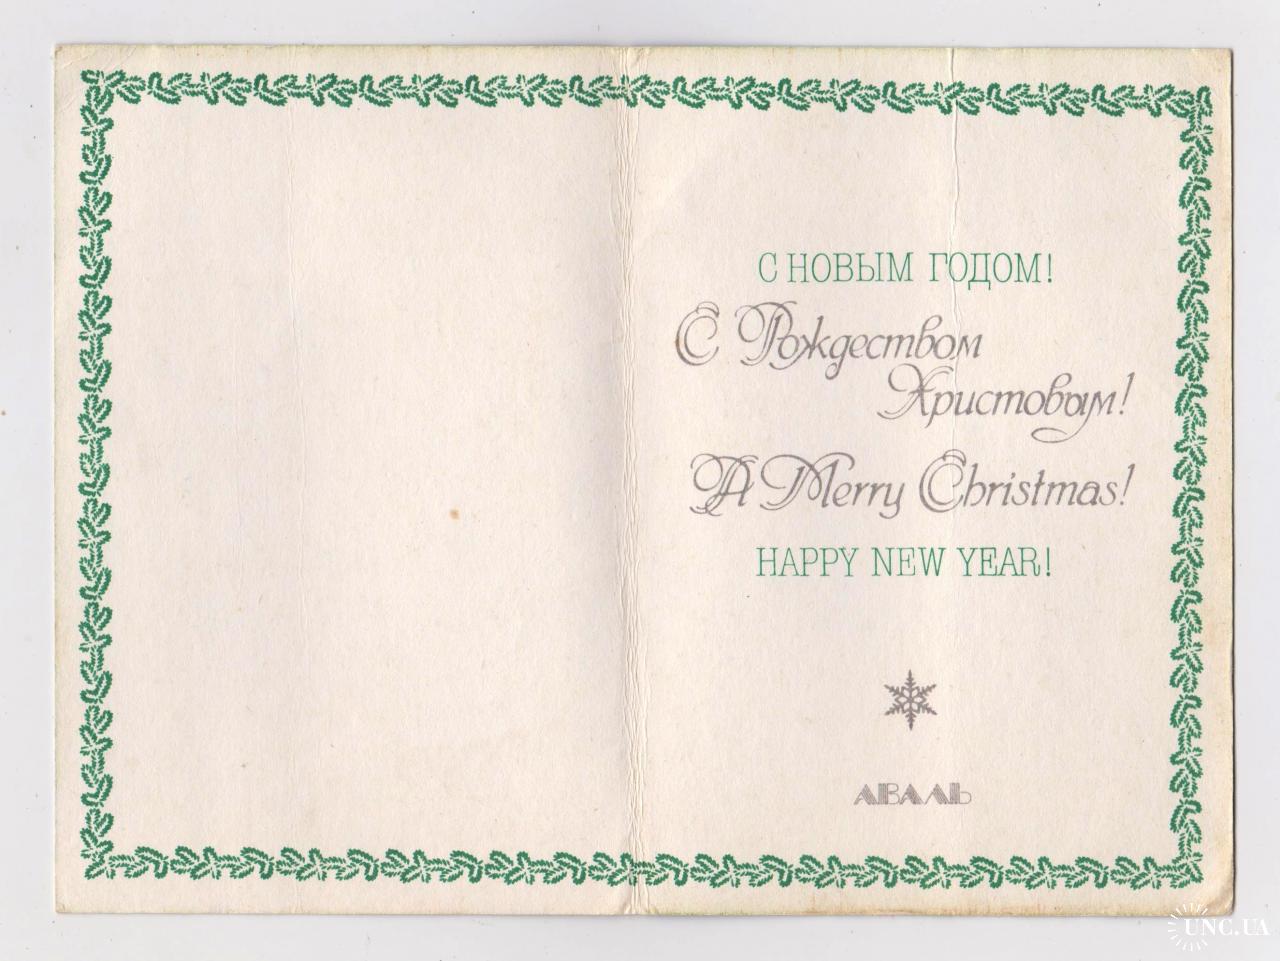 С НОВЫМ ГОДОМ!
С Рождеством
Христовым!
A Merry Christmas!
HAPPY NEW YEAR!
АВАЛЬ
UNC.UA